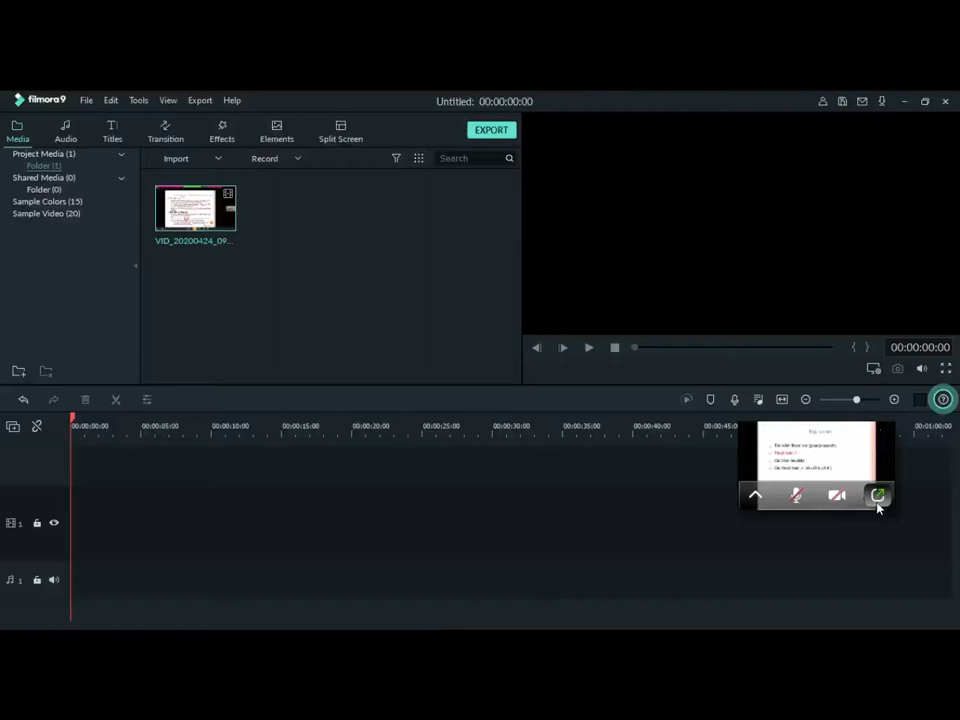 filmora9 File Edit Tools View Export Help Untitled: 00:00:00:00
Media Audio Titles Transition Effects Elements Split Screen EXPORT
Project Media (1)
Folder (1)
Shared Media (0)
Folder (0)
Sample Colors (15)
Sample Video (20)
Import Record Search
VID_20200424_09...
00:00:00:00
00:00:00:00 00:00:05:00 00:00:10:00 00:00:15:00 00:00:20:00 00:00:25:00 00:00:30:00 00:00:35:00 00:00:40:00 00:00:45:0 00:01:00:00
1
1